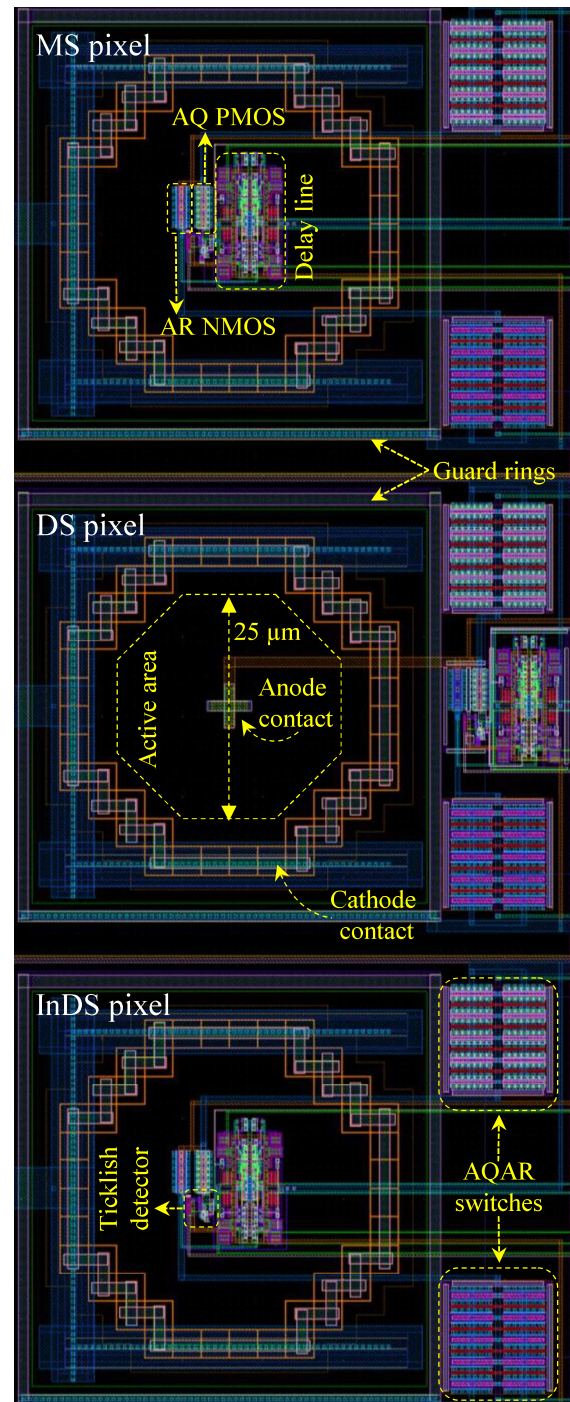 MS pixel
AQ PMOS
Delay line
AR NMOS
Guard rings
DS pixel
25 µm
Active area
Anode
contact
Cathode
contact
InDS pixel
Ticklish
detector
AQAR
switches